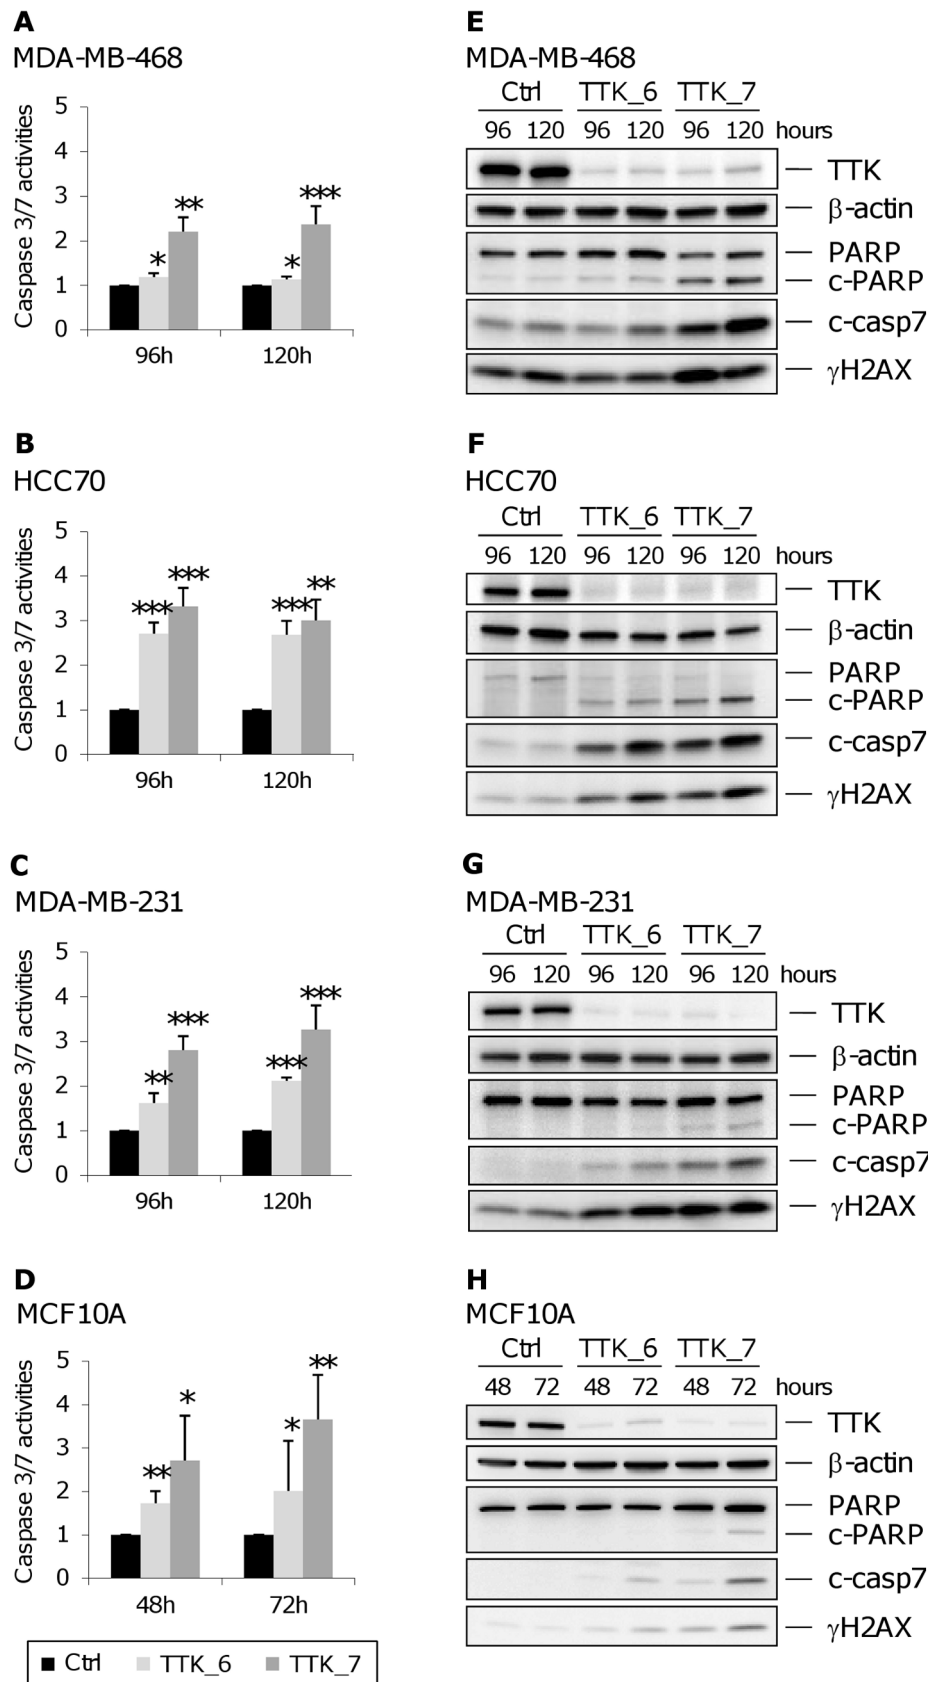 A
MDA-MB-468
Caspase 3/7 activities
5
4
3
2
1
0
*
**
*
***
96h
120h
E
MDA-MB-468
Ctrl TTK_6 TTK_7
96 120 96 120 96 120 hours
TTK
β-actin
PARP
c-PARP
c-casp7
γH2AX
B
HCC70
Caspase 3/7 activities
5
4
3
2
1
0
***
***
***
**
96h
120h
F
HCC70
Ctrl TTK_6 TTK_7
96 120 96 120 96 120 hours
TTK
β-actin
PARP
c-PARP
c-casp7
γH2AX
C
MDA-MB-231
Caspase 3/7 activities
5
4
3
2
1
0
**
***
***
***
96h
120h
G
MDA-MB-231
Ctrl TTK_6 TTK_7
96 120 96 120 96 120 hours
TTK
β-actin
PARP
c-PARP
c-casp7
γH2AX
D
MCF10A
Caspase 3/7 activities
5
4
3
2
1
0
**
*
*
**
48h
72h
H
MCF10A
Ctrl TTK_6 TTK_7
48 72 48 72 48 72 hours
TTK
β-actin
PARP
c-PARP
c-casp7
γH2AX
Ctrl TTK_6 TTK_7